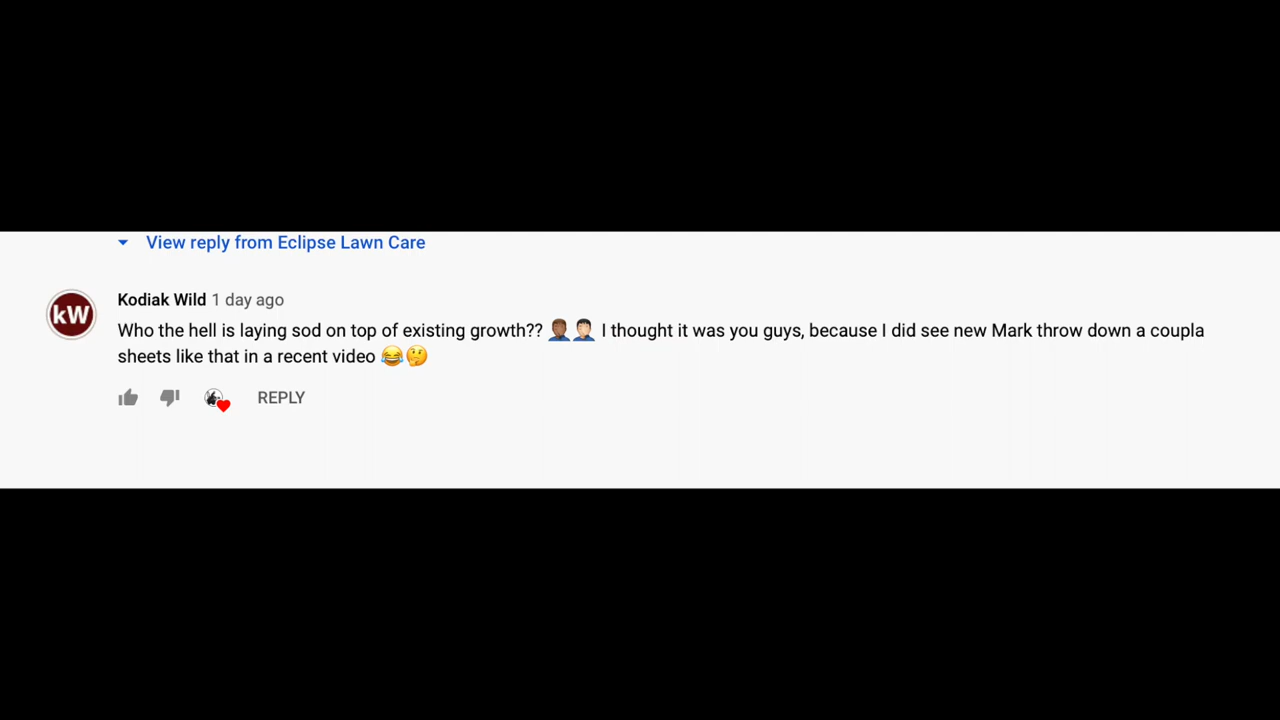 View reply from Eclipse Lawn Care
kW
Kodiak Wild 1 day ago
Who the hell is laying sod on top of existing growth?? 🤦🏾‍♂️🤦🏻‍♂️ I thought it was you guys, because I did see new Mark throw down a coupla
sheets like that in a recent video 😂🤔
REPLY